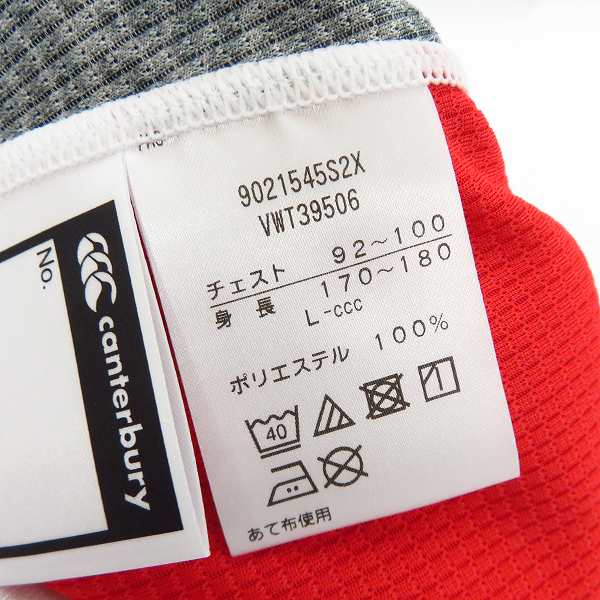 9021545S2X
VWT39506
チェスト 92～100
身長 170～180
L-ccc
ポリエステル 100%
40
あて布使用
No.
canterbury